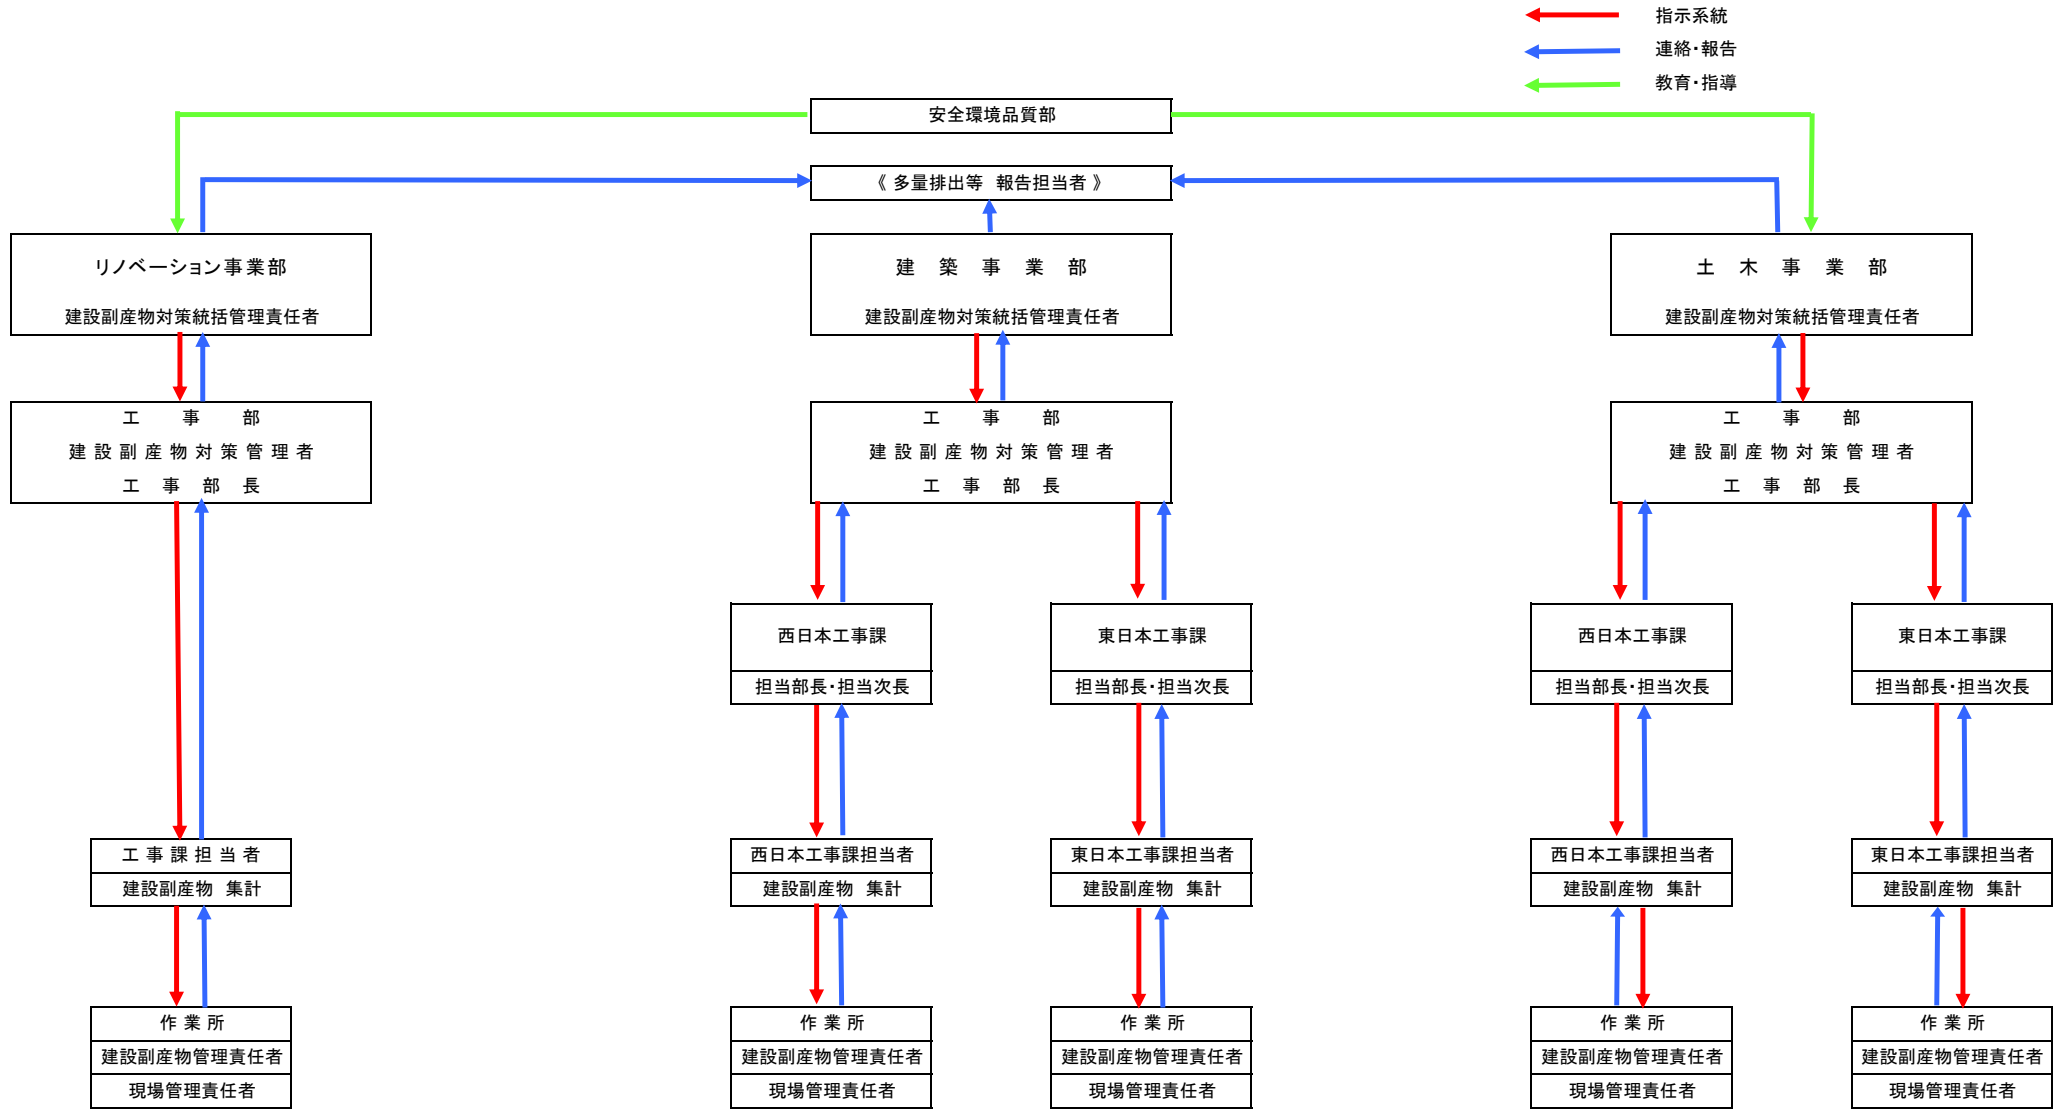 指示系統
連絡・報告
教育・指導
安全環境品質部
《 多量排出等　報告担当者 》
リノベーション事業部
建設副産物対策統括管理責任者
建　築　事　業　部
建設副産物対策統括管理責任者
土　木　事　業　部
建設副産物対策統括管理責任者
工　事　部
建設副産物対策管理者
工　事　部　長
工　事　部
建設副産物対策管理者
工　事　部　長
工　事　部
建設副産物対策管理者
工　事　部　長
西日本工事課
担当部長・担当次長
東日本工事課
担当部長・担当次長
西日本工事課
担当部長・担当次長
東日本工事課
担当部長・担当次長
工事課担当者
建設副産物　集計
西日本工事課担当者
建設副産物　集計
東日本工事課担当者
建設副産物　集計
西日本工事課担当者
建設副産物　集計
東日本工事課担当者
建設副産物　集計
作業所
建設副産物管理責任者
現場管理責任者
作業所
建設副産物管理責任者
現場管理責任者
作業所
建設副産物管理責任者
現場管理責任者
作業所
建設副産物管理責任者
現場管理責任者
作業所
建設副産物管理責任者
現場管理責任者